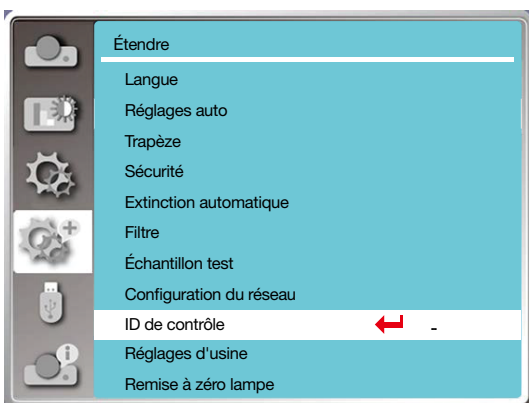 Étendre
Langue
Réglages auto
Trapèze
Sécurité
Extinction automatique
Filtre
Échantillon test
Configuration du réseau
ID de contrôle -
Réglages d'usine
Remise à zéro lampe